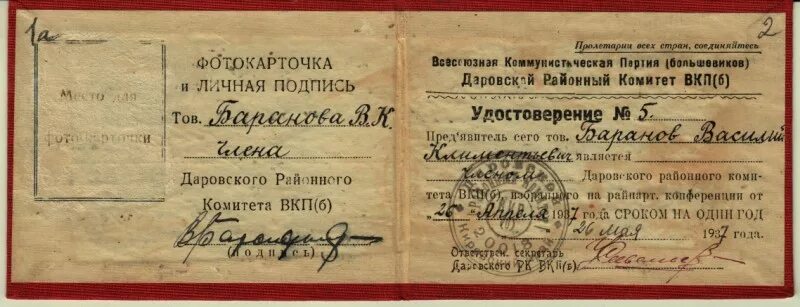 1а
Место для
фотокарточки
ФОТОКАРТОЧКА
и ЛИЧНАЯ ПОДПИСЬ
Тов. Баранова В.К.
члена
Даровского Районного
Комитета ВКП(б)
(подпись)
2
Пролетарии всех стран, соединяйтесь
Всесоюзная Коммунистическая Партия (большевиков)
Даровской Районный Комитет ВКП(б)
Удостоверение № 5.
Пред'явитель сего тов. Баранов Василий
Климентьевич является
членом Даровского районного коми-
тета ВКП(б), избранного на райпарт. конференции от
"26" Апреля 1937 года СРОКОМ НА ОДИН ГОД
26 мая 1937 года.
Ответствен. секретарь
Даровского РК ВКП(б)